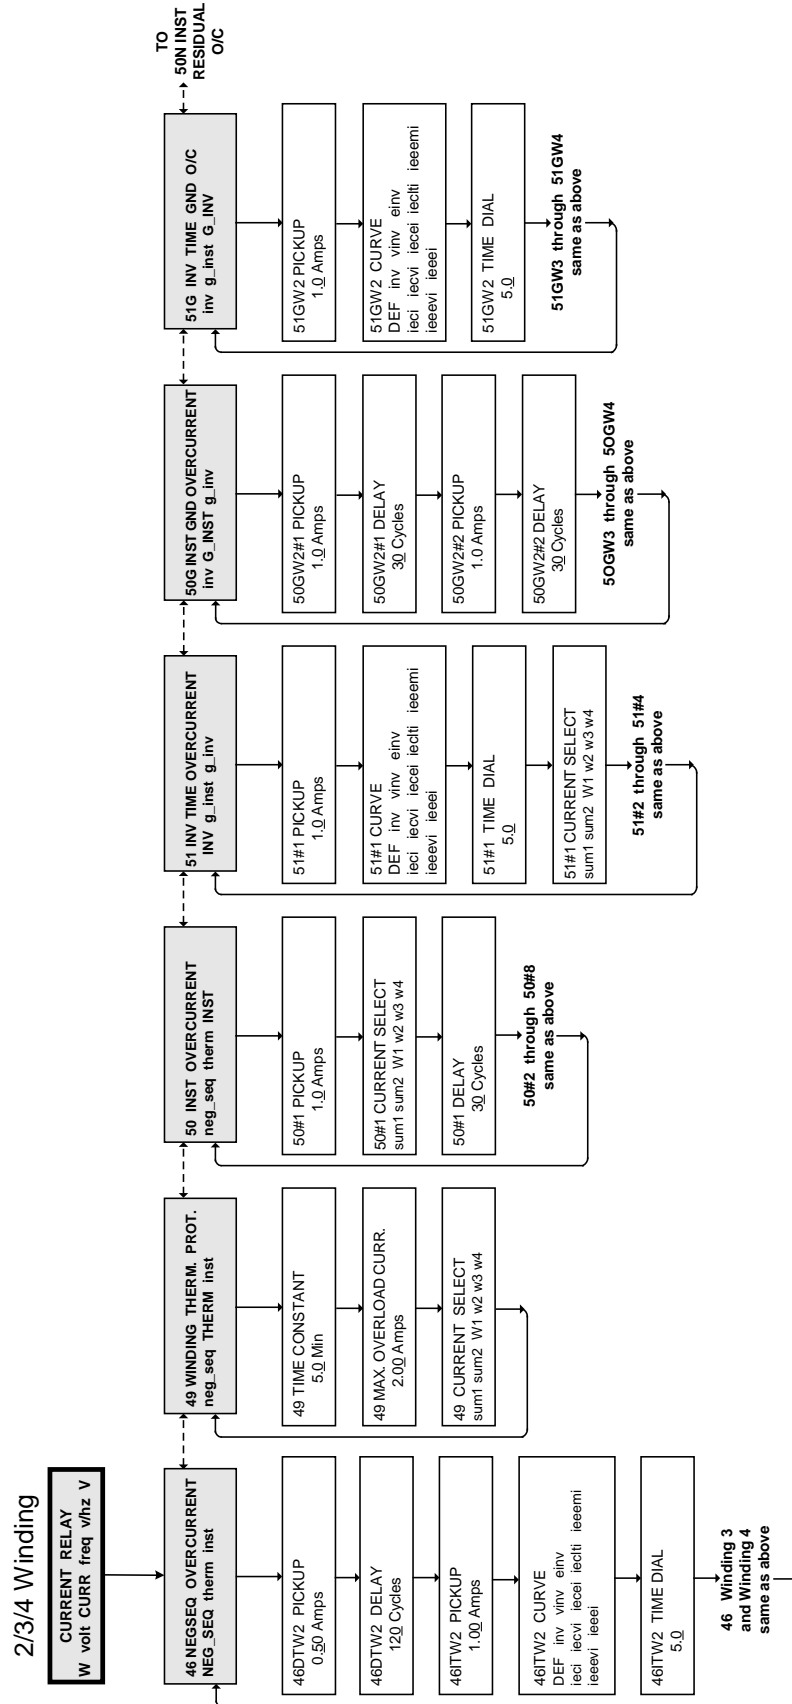 2/3/4 Winding
CURRENT RELAY
W volt CURR freq v/hz V
46 NEGSEQ OVERCURRENT
NEG_SEQ therm inst
46DTW2 PICKUP
0.50 Amps
46DTW2 DELAY
120 Cycles
46ITW2 PICKUP
1.00 Amps
46ITW2 CURVE
DEF inv vinv einv
ieci iecvi iecei ieclti ieeemi
ieeevi ieeei
46ITW2 TIME DIAL
5.0
46 Winding 3
and Winding 4
same as above
49 WINDING THERM. PROT.
neg_seq THERM inst
49 TIME CONSTANT
5.0 Min
49 MAX. OVERLOAD CURR.
2.00 Amps
49 CURRENT SELECT
sum1 sum2 W1 w2 w3 w4
50 INST OVERCURRENT
neg_seq therm INST
50#1 PICKUP
1.0 Amps
50#1 CURRENT SELECT
sum1 sum2 W1 w2 w3 w4
50#1 DELAY
30 Cycles
50#2 through 50#8
same as above
51 INV TIME OVERCURRENT
INV g_inst g_inv
51#1 PICKUP
1.0 Amps
51#1 CURVE
DEF inv vinv einv
ieci iecvi iecei ieclti ieeemi
ieeevi ieeei
51#1 TIME DIAL
5.0
51#1 CURRENT SELECT
sum1 sum2 W1 w2 w3 w4
51#2 through 51#4
same as above
50G INST GND OVERCURRENT
inv G_INST g_inv
50GW2#1 PICKUP
1.0 Amps
50GW2#1 DELAY
30 Cycles
50GW2#2 PICKUP
1.0 Amps
50GW2#2 DELAY
30 Cycles
5OGW3 through 5OGW4
same as above
51G INV TIME GND O/C
inv g_inst G_INV
51GW2 PICKUP
1.0 Amps
51GW2 CURVE
DEF inv vinv einv
ieci iecvi iecei ieclti ieeemi
ieeevi ieeei
51GW2 TIME DIAL
5.0
51GW3 through 51GW4
same as above
TO
50N INST
RESIDUAL
O/C